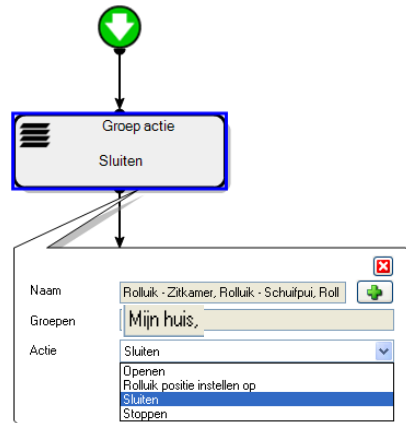 Groep actie
Sluiten
Naam Rolluik - Zitkamer, Rolluik - Schuifpui, Roll
Groepen Mijn huis,
Actie Sluiten
Openen
Rolluik positie instellen op
Sluiten
Stoppen